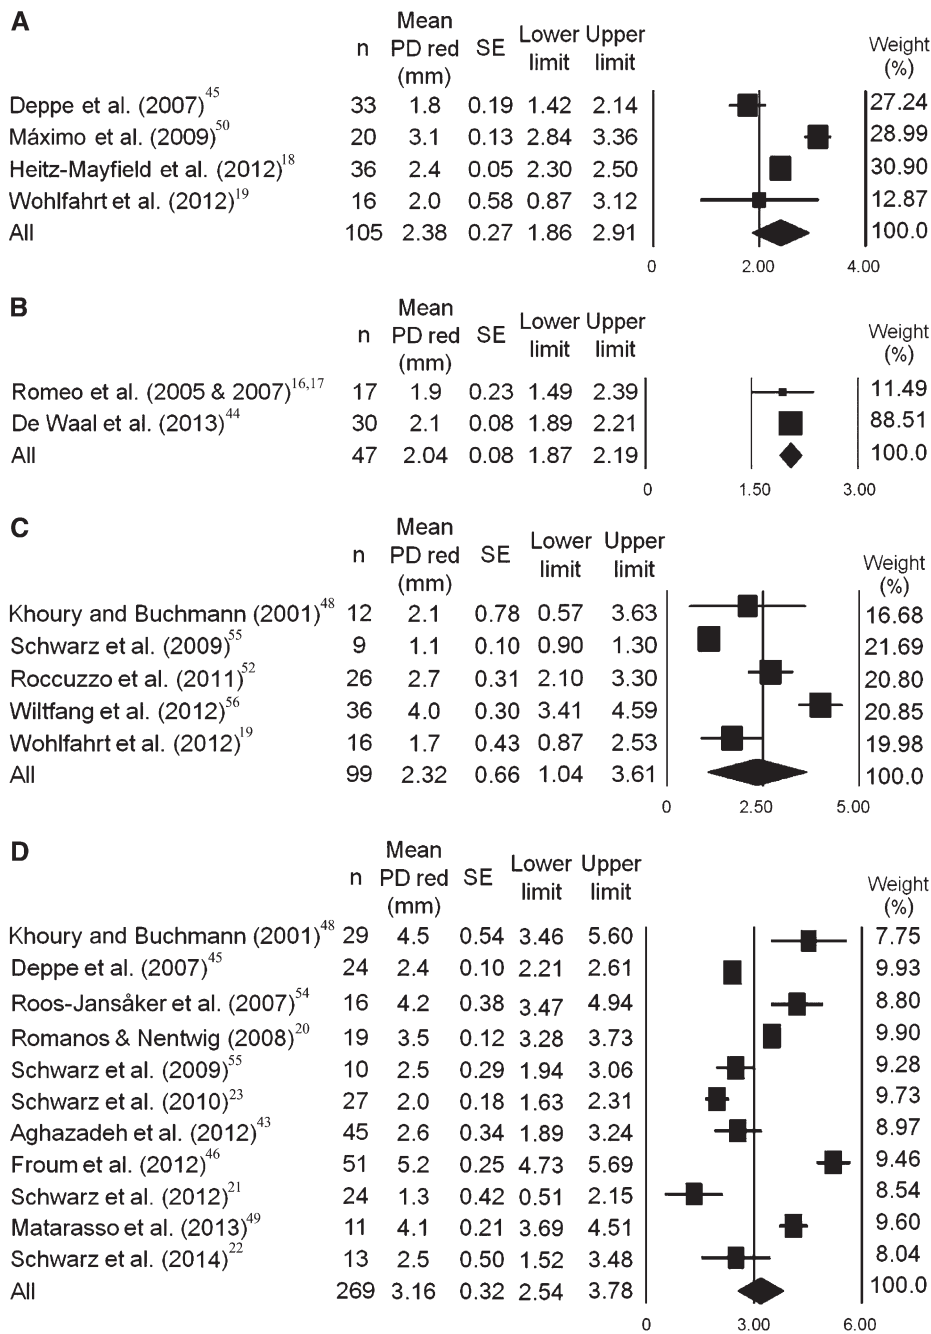 A
n Mean PD red (mm) SE Lower limit Upper limit Weight (%)
Deppe et al. (2007)45 33 1.8 0.19 1.42 2.14 27.24
Máximo et al. (2009)50 20 3.1 0.13 2.84 3.36 28.99
Heitz-Mayfield et al. (2012)18 36 2.4 0.05 2.30 2.50 30.90
Wohlfahrt et al. (2012)19 16 2.0 0.58 0.87 3.12 12.87
All 105 2.38 0.27 1.86 2.91 100.0
0 2.00 4.00
B
n Mean PD red (mm) SE Lower limit Upper limit Weight (%)
Romeo et al. (2005 & 2007)16,17 17 1.9 0.23 1.49 2.39 11.49
De Waal et al. (2013)44 30 2.1 0.08 1.89 2.21 88.51
All 47 2.04 0.08 1.87 2.19 100.0
0 1.50 3.00
C
n Mean PD red (mm) SE Lower limit Upper limit Weight (%)
Khoury and Buchmann (2001)48 12 2.1 0.78 0.57 3.63 16.68
Schwarz et al. (2009)55 9 1.1 0.10 0.90 1.30 21.69
Roccuzzo et al. (2011)52 26 2.7 0.31 2.10 3.30 20.80
Wiltfang et al. (2012)56 36 4.0 0.30 3.41 4.59 20.85
Wohlfahrt et al. (2012)19 16 1.7 0.43 0.87 2.53 19.98
All 99 2.32 0.66 1.04 3.61 100.0
0 2.50 5.00
D
n Mean PD red (mm) SE Lower limit Upper limit Weight (%)
Khoury and Buchmann (2001)48 29 4.5 0.54 3.46 5.60 7.75
Deppe et al. (2007)45 24 2.4 0.10 2.21 2.61 9.93
Roos-Jansåker et al. (2007)54 16 4.2 0.38 3.47 4.94 8.80
Romanos & Nentwig (2008)20 19 3.5 0.12 3.28 3.73 9.90
Schwarz et al. (2009)55 10 2.5 0.29 1.94 3.06 9.28
Schwarz et al. (2010)23 27 2.0 0.18 1.63 2.31 9.73
Aghazadeh et al. (2012)43 45 2.6 0.34 1.89 3.24 8.97
Froum et al. (2012)46 51 5.2 0.25 4.73 5.69 9.46
Schwarz et al. (2012)21 24 1.3 0.42 0.51 2.15 8.54
Matarasso et al. (2013)49 11 4.1 0.21 3.69 4.51 9.60
Schwarz et al. (2014)22 13 2.5 0.50 1.52 3.48 8.04
All 269 3.16 0.32 2.54 3.78 100.0
0 3.00 6.00